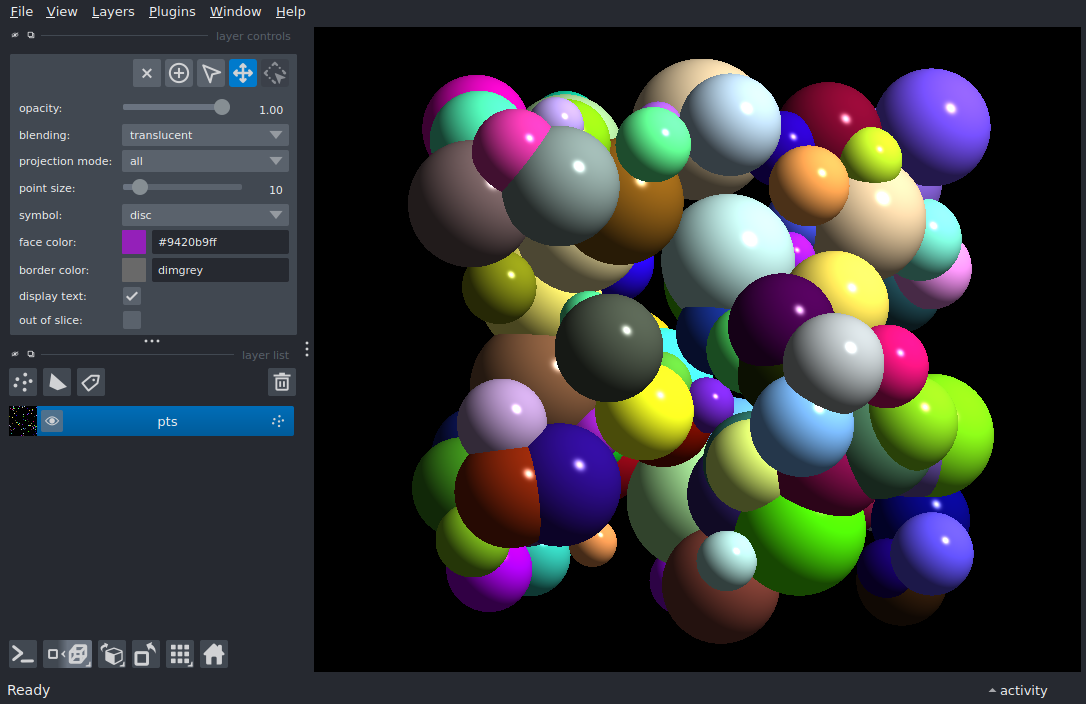 File View Layers Plugins Window Help
layer controls
opacity: 1.00
blending: translucent
projection mode: all
point size: 10
symbol: disc
face color: #9420b9ff
border color: dimgrey
display text:
out of slice:
layer list
pts
Ready
activity